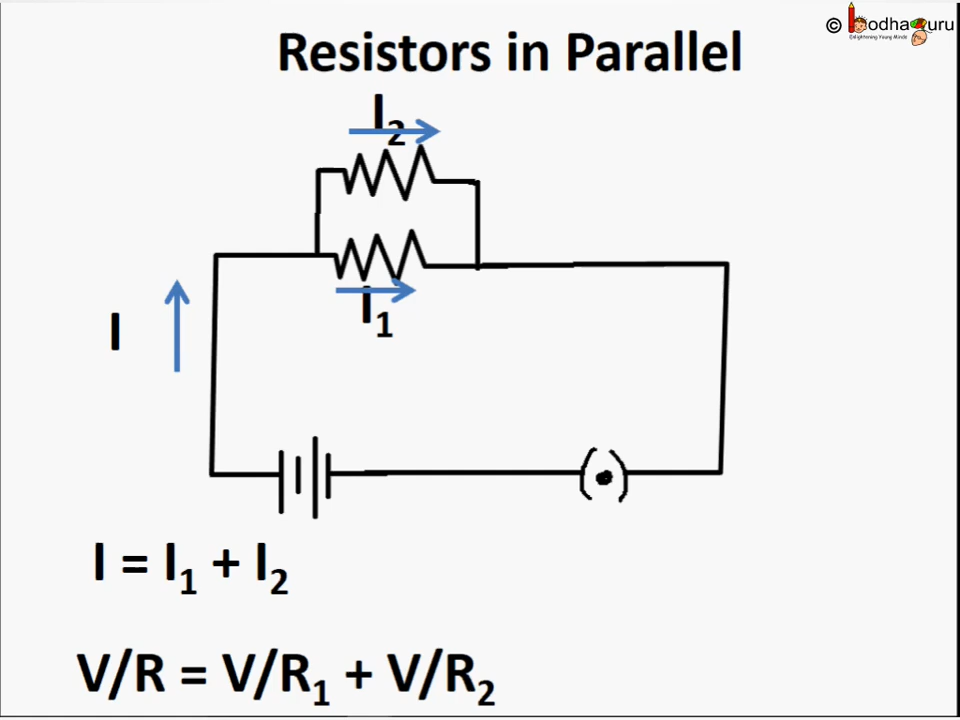 © BodhaGuru
Enlightening Young Minds
Resistors in Parallel
I₂
I₁
I
I = I₁ + I₂
V/R = V/R₁ + V/R₂